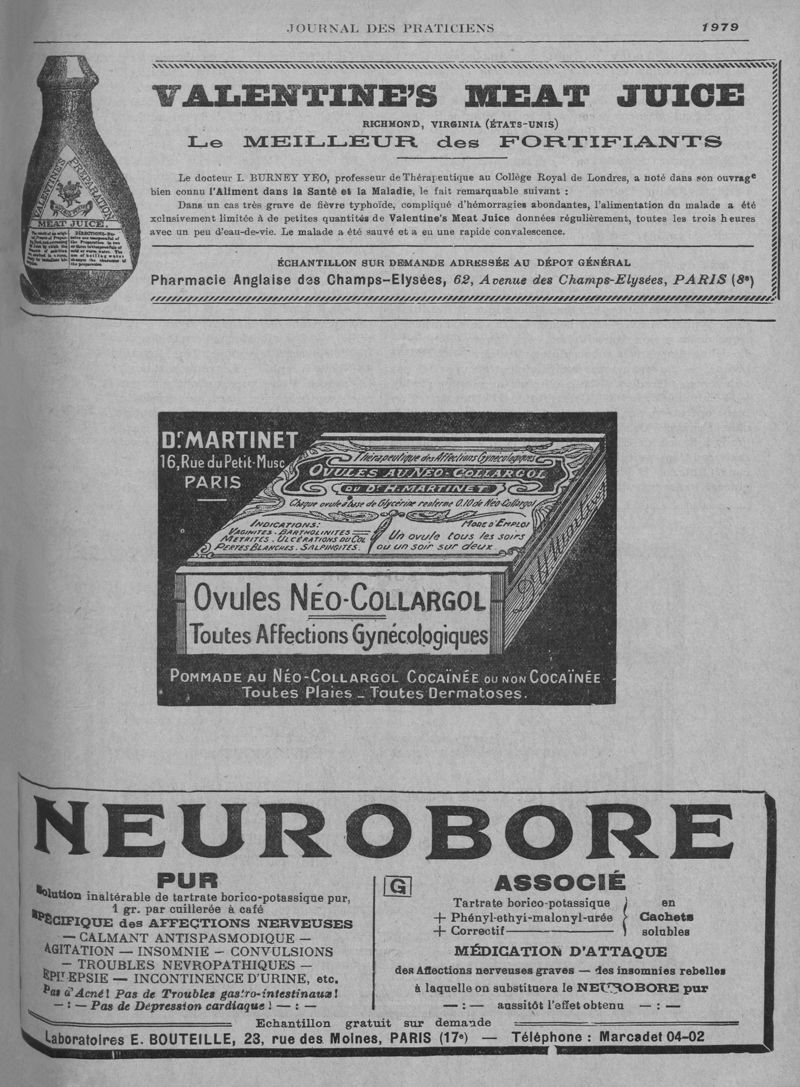 JOURNAL DES PRATICIENS
1979
VALENTINE'S MEAT JUICE
RICHMOND, VIRGINIA (ÉTATS-UNIS)
Le MEILLEUR des FORTIFIANTS
Le docteur I. BURNEY YEO, professeur de Thérapeutique au Collège Royal de Londres, a noté dans son ouvrage
bien connu l'Aliment dans la Santé et la Maladie, le fait remarquable suivant :
Dans un cas très grave de fièvre typhoïde, compliqué d'hémorragies abondantes, l'alimentation du malade a été
xclusivement limitée à de petites quantités de Valentine's Meat Juice données régulièrement, toutes les trois heures
avec un peu d'eau-de-vie. Le malade a été sauvé et a eu une rapide convalescence.
ÉCHANTILLON SUR DEMANDE ADRESSÉE AU DÉPOT GÉNÉRAL
Pharmacie Anglaise des Champs-Elysées, 62, Avenue des Champs-Elysées, PARIS (8e)
VALENTINE'S PREPARATION
MEAT JUICE.
Dr. MARTINET
16, Rue du Petit-Musc
PARIS
Thérapeutique des Affections Gynécologiques
OVULES AU NÉO-COLLARGOL
DU Dr H. MARTINET
Chaque ovule à base de Glycérine renferme 0.10 de Néo-Collargol
INDICATIONS:
VAGINITES - BARTHOLINITES
METRITES - ULCÉRATIONS DU COL
PERTES BLANCHES. SALPINGITES.
MODE D'EMPLOI
Un ovule tous les soirs
ou un soir sur deux
Dr H. Martinet
Ovules NÉO-COLLARGOL
Toutes Affections Gynécologiques
POMMADE AU NÉO-COLLARGOL COCAÏNÉE OU NON COCAÏNÉE
Toutes Plaies _ Toutes Dermatoses.
NEUROBORE
PUR
Solution inaltérable de tartrate borico-potassique pur,
1 gr. par cuillerée à café
SPÉCIFIQUE des AFFECTIONS NERVEUSES
— CALMANT ANTISPASMODIQUE —
AGITATION — INSOMNIE — CONVULSIONS
— TROUBLES NEVROPATHIQUES —
EPILEPSIE — INCONTINENCE D'URINE, etc.
Pas d'Acné! Pas de Troubles gastro-intestinaux!
— : — Pas de Dépression cardiaque ! — : —
G
ASSOCIÉ
Tartrate borico-potassique
+ Phényl-ethyi-malonyl-urée
+ Correctif
en
Cachets
solubles
MÉDICATION D'ATTAQUE
des Affections nerveuses graves — des insomnies rebelles
à laquelle on substituera le NEUROBORE pur
— : — aussitôt l'effet obtenu — : —
Echantillon gratuit sur demande
Laboratoires E. BOUTEILLE, 23, rue des Moines, PARIS (17e) — Téléphone : Marcadet 04-02